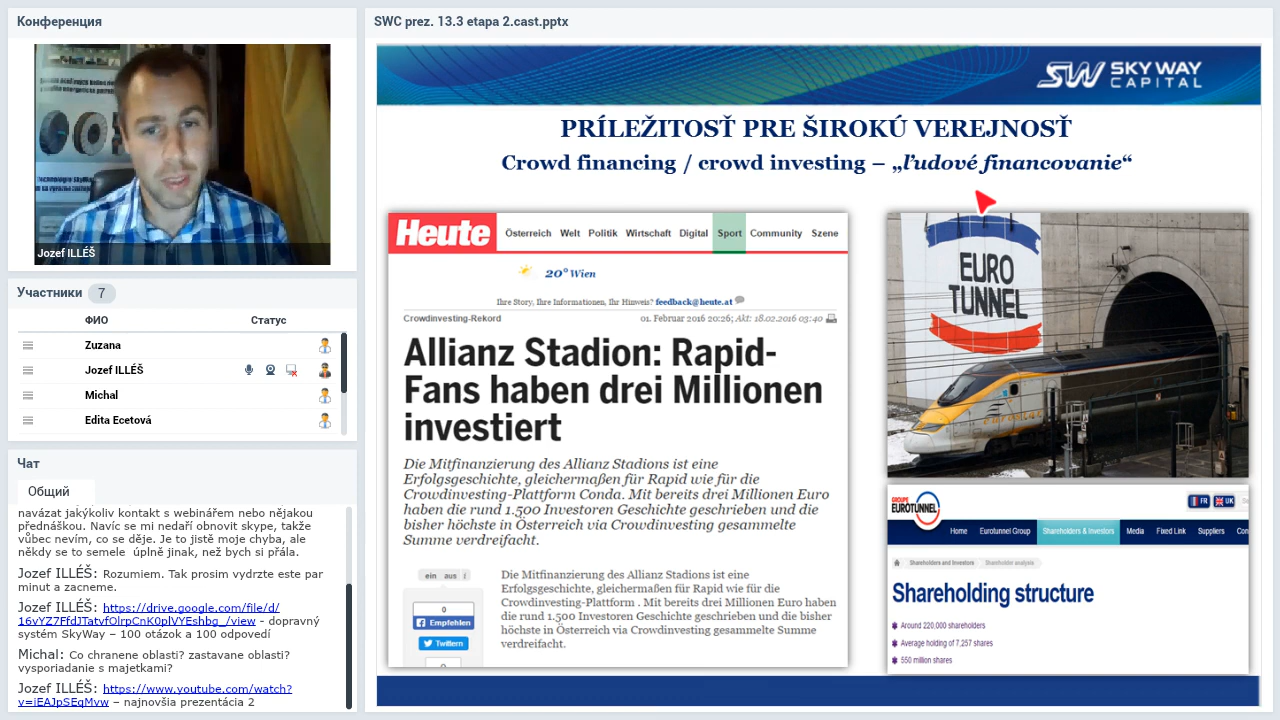 Конференция
Jozef ILLÉŠ
Участники 7
ФИО Статус
Zuzana
Jozef ILLÉŠ
Michal
Edita Ecetová
Чат
Общий
navázat jakýkoliv kontakt s webinářem nebo nějakou
přednáškou. Navíc se mi nedaří obnovit skype, takže
vůbec nevím, co se děje. Je to jistě moje chyba,ale
někdy se to semele úplně jinak, než bych si přála.
Jozef ILLÉŠ: Rozumiem. Tak prosim vydrzte este par
minut a zacneme.
Jozef ILLÉŠ: https://drive.google.com/file/d/
16vYZ7FfdJTatvfOlrpCnK0plVYEshbg_/view - dopravný
systém SkyWay – 100 otázok a 100 odpovedí
Michal: Co chranene oblasti? zakazane oblasti?
vysporiadanie s majetkami?
Jozef ILLÉŠ: https://www.youtube.com/watch?
v=iEAJpSEqMvw – najnovšia prezentácia 2
SWC prez. 13.3 etapa 2.cast.pptx
SW SKY WAY
CAPITAL
PRÍLEŽITOSŤ PRE ŠIROKÚ VEREJNOSŤ
Crowd financing / crowd investing – „ľudové financovanie“
Heute Österreich Welt Politik Wirtschaft Digital Sport Community Szene
20° Wien
Ihre Story, Ihre Informationen, Ihr Hinweis? feedback@heute.at
Crowdinvesting-Rekord 01. Februar 2016 20:26; Akt: 18.02.2016 03:40
Allianz Stadion: Rapid-
Fans haben drei Millionen
investiert
Die Mitfinanzierung des Allianz Stadions ist eine
Erfolgsgeschichte, gleichermaßen für Rapid wie für die
Crowdinvesting-Plattform Conda. Mit bereits drei Millionen Euro
haben die rund 1.500 Investoren Geschichte geschrieben und die
bisher höchste in Österreich via Crowdinvesting gesammelte
Summe verdreifacht.
ein aus
0
Empfehlen
Twittern
0
Die Mitfinanzierung des Allianz Stadions ist eine
Erfolgsgeschichte, gleichermaßen für Rapid wie für die
Crowdinvesting-Plattform . Mit bereits drei Millionen Euro haben
die rund 1.500 Investoren Geschichte geschrieben und die bisher
höchste in Österreich via Crowdinvesting gesammelte Summe
verdreifacht.
EURO
TUNNEL
GROUPE
EUROTUNNEL
FR UK
Home Eurotunnel Group Shareholders & Investors Media Fixed Link Suppliers Con
Shareholders and Investors Shareholder analysis
Shareholding structure
Around 220,000 shareholders
Average holding of 7,257 shares
550 million shares